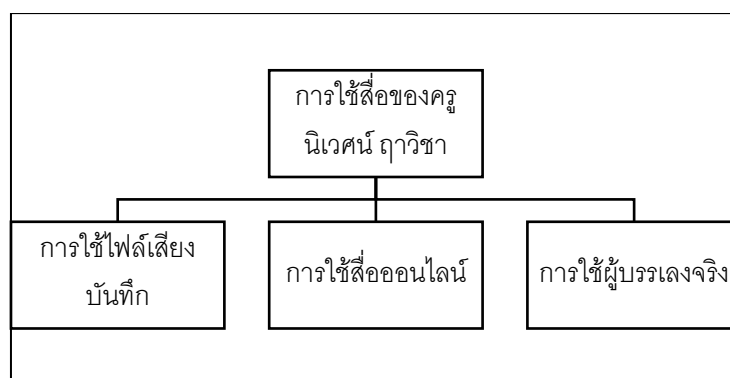 การใช้สื่อของครู
นิเวศน์ ฤาวิชา
การใช้ไฟล์เสียง
บันทึก
การใช้สื่อออนไลน์
การใช้ผู้บรรเลงจริง